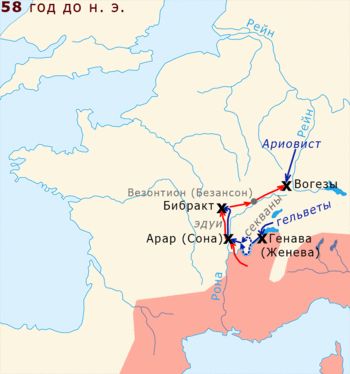 58 год до н. э.
Рейн
Рейн
Ариовист
Везонтион (Безансон)
Вогезы
Бибракт
эдуи
секваны
гельветы
Арар (Сона)
Генава
(Женева)
Рона